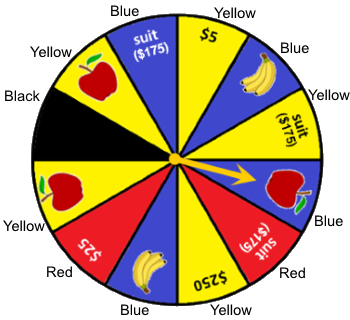 Blue
Yellow
Yellow
Blue
suit
($175)
$5
Black
Yellow
suit
($175)
Yellow
Blue
$25
suit
($175)
Red
Red
$250
Blue
Yellow